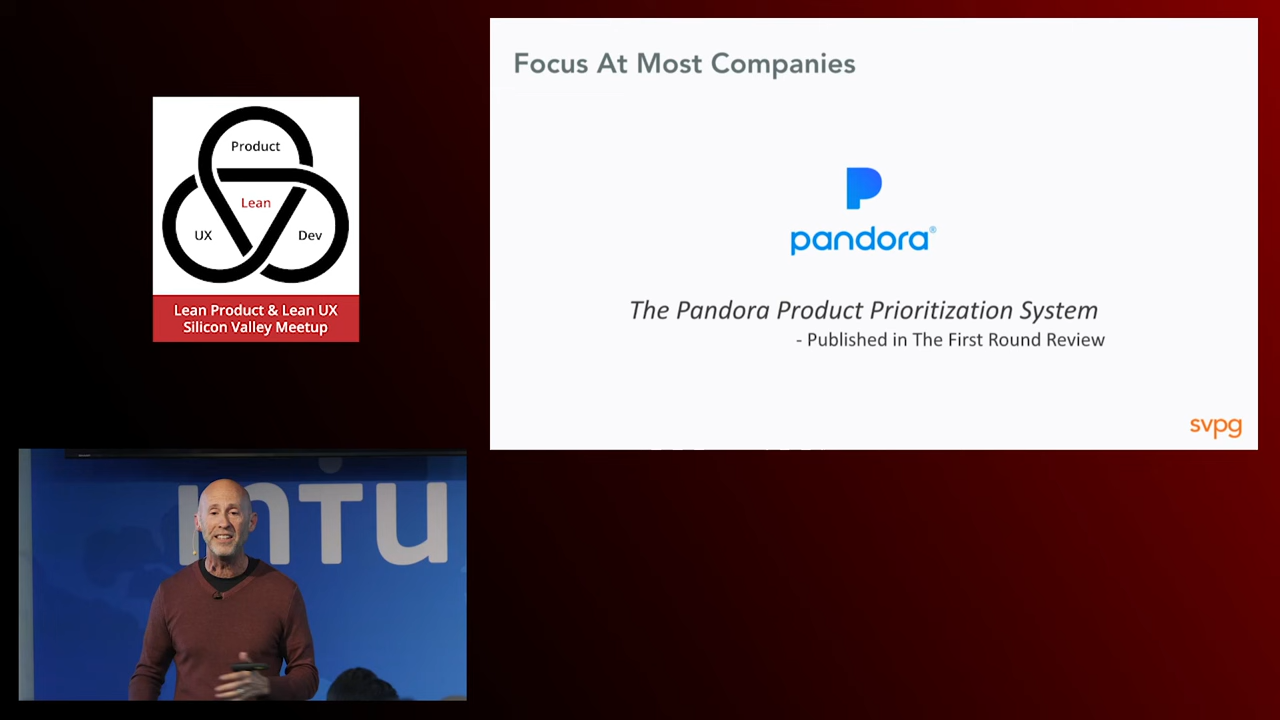 Product
Lean
UX
Dev
Lean Product & Lean UX
Silicon Valley Meetup
Focus At Most Companies
pandora®
The Pandora Product Prioritization System
- Published in The First Round Review
svpg
intu